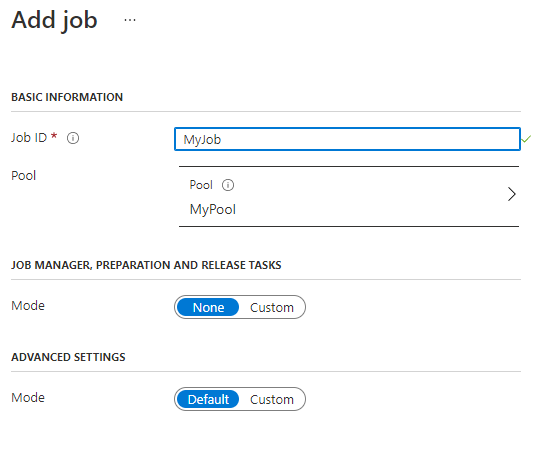 Add job ...
BASIC INFORMATION
Job ID *
MyJob
Pool
Pool
MyPool
JOB MANAGER, PREPARATION AND RELEASE TASKS
Mode
None Custom
ADVANCED SETTINGS
Mode
Default Custom